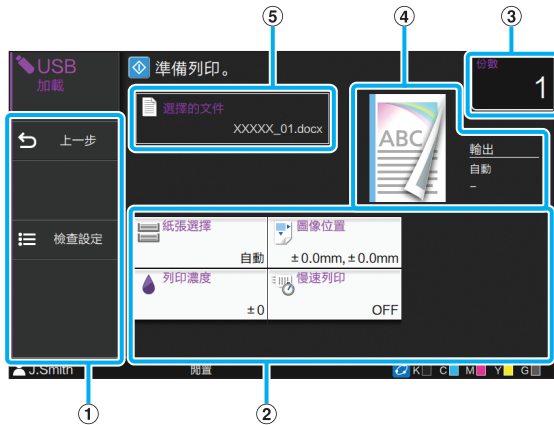 ⑤
④
③
USB
加載
準備列印。
份數
1
選擇的文件
XXXXX_01.docx
ABC
輸出
自動
–
上一步
檢查設定
紙張選擇
自動
圖像位置
±0.0mm, ±0.0mm
列印濃度
±0
慢速列印
OFF
J.Smith
閒置
K C M Y G
①
②